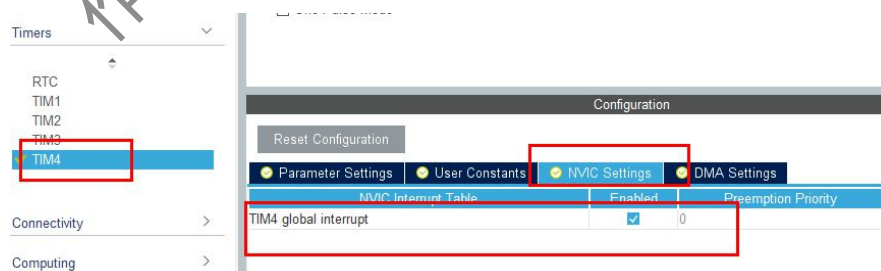 Timers
RTC
TIM1
TIM2
TIM3
TIM4
Connectivity
Computing
Configuration
Reset Configuration
Parameter Settings User Constants NVIC Settings DMA Settings
NVIC Interrupt Table Enabled Preemption Priority
TIM4 global interrupt 0